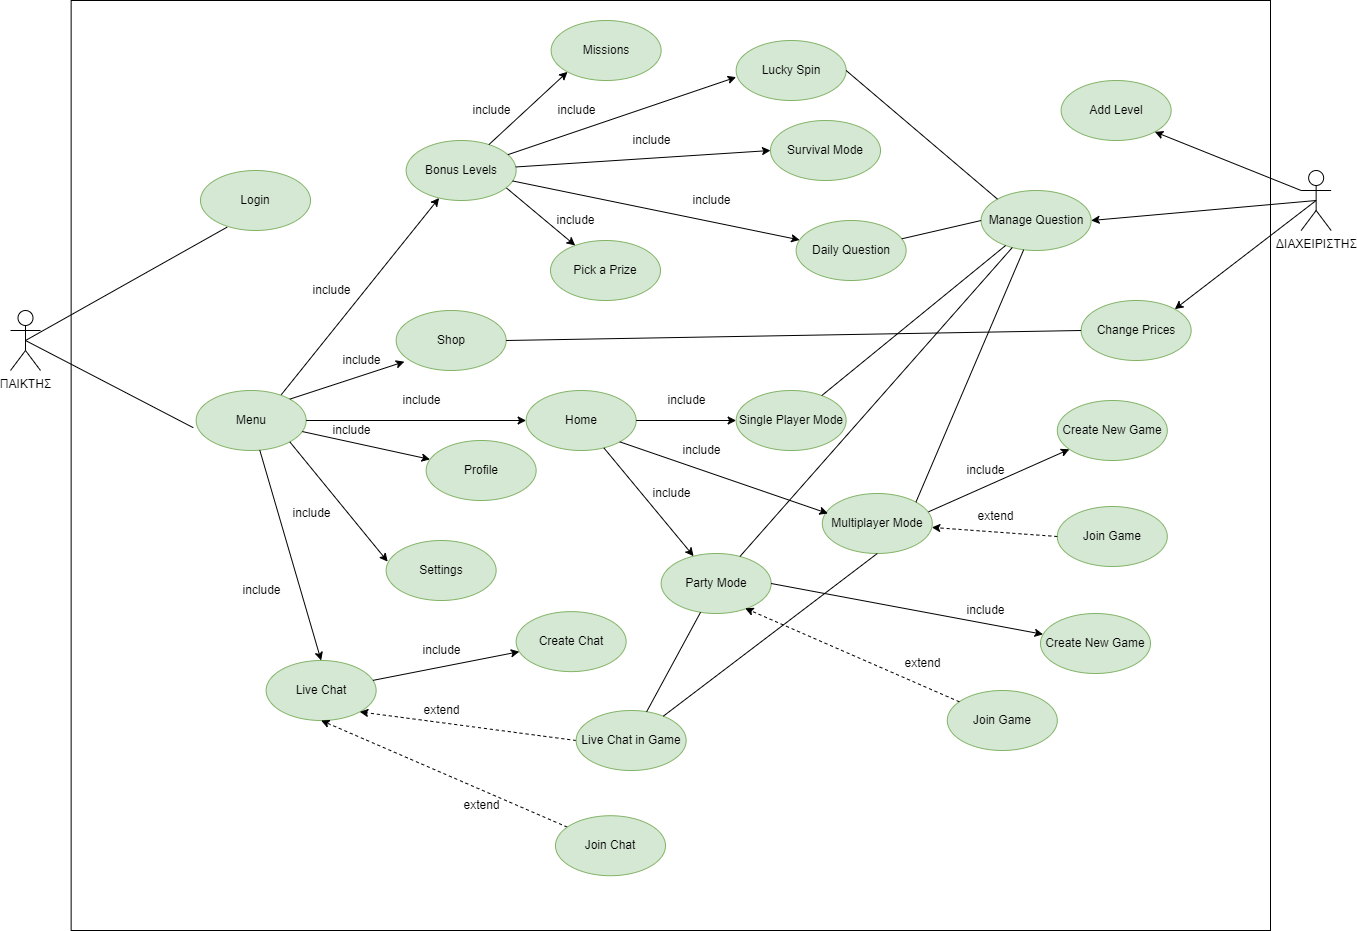 Missions
Lucky Spin
include
include
Add Level
include
Survival Mode
Bonus Levels
Login
include
include
Manage Question
ΔΙΑΧΕΙΡΙΣΤΗΣ
Daily Question
Pick a Prize
include
Shop
Change Prices
include
ΠΑΙΚΤΗΣ
include
include
Menu
Home
Single Player Mode
include
Create New Game
include
Profile
include
include
include
extend
Multiplayer Mode
Join Game
Settings
Party Mode
include
include
Create Chat
include
Create New Game
extend
Live Chat
extend
Join Game
Live Chat in Game
extend
Join Chat